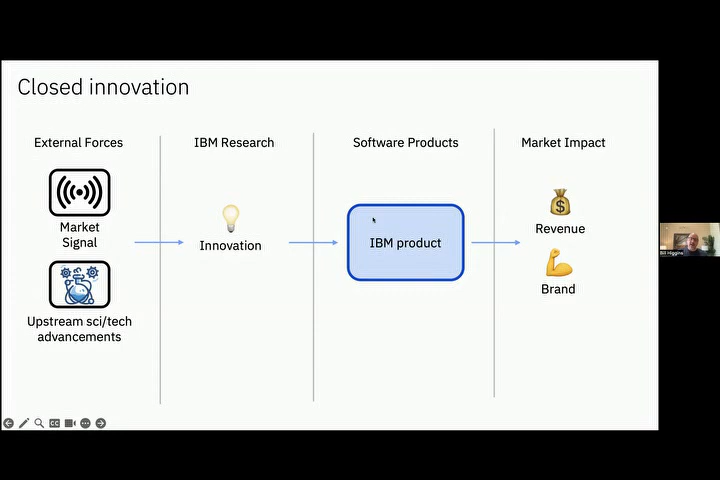 Closed innovation
External Forces
IBM Research
Software Products
Market Impact
Market
Signal
Upstream sci/tech
advancements
Innovation
IBM product
Revenue
Brand
CC
Bill Higgins